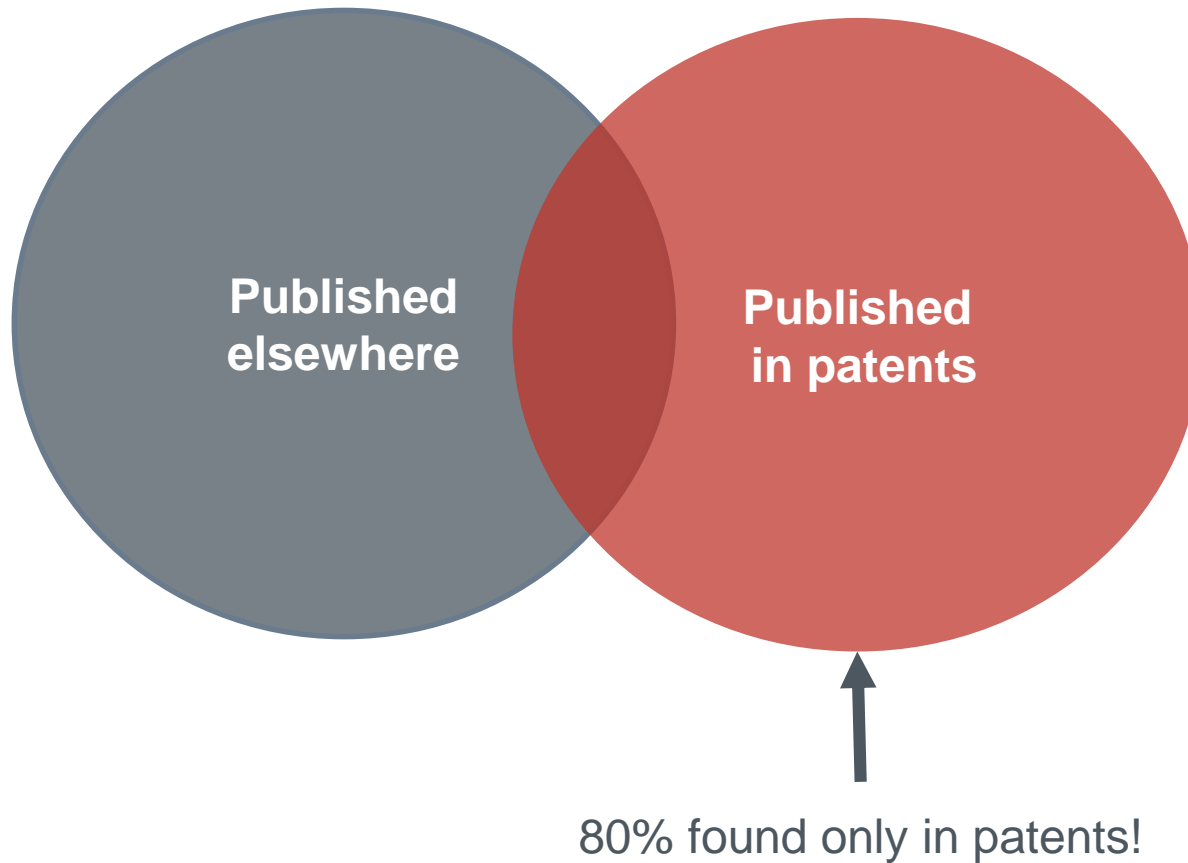 Published
elsewhere
Published
in patents
80% found only in patents!